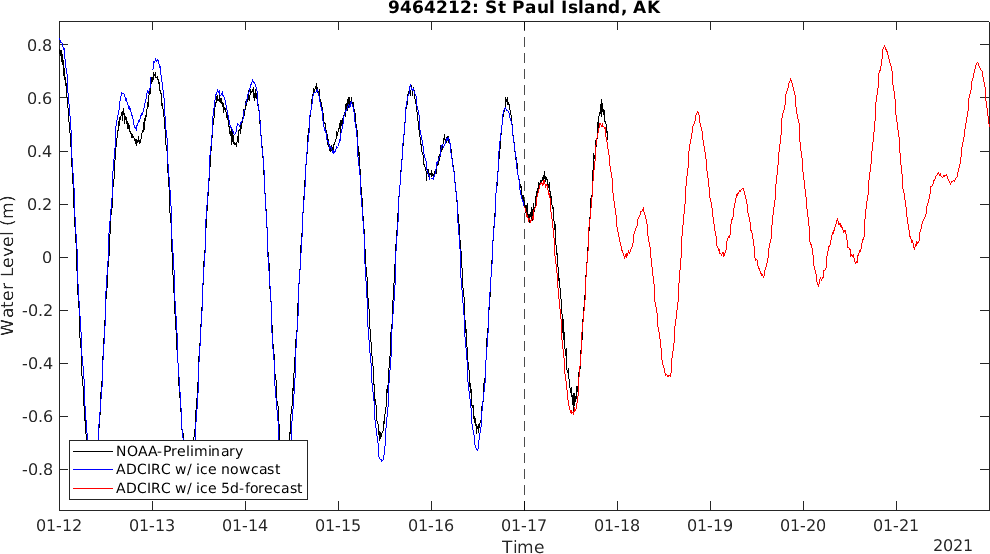 9464212: St Paul Island, AK
0.8
0.6
0.4
0.2
0
-0.2
-0.4
-0.6
-0.8
Water Level (m)
NOAA-Preliminary
ADCIRC w/ ice nowcast
ADCIRC w/ ice 5d-forecast
01-12 01-13 01-14 01-15 01-16 01-17 01-18 01-19 01-20 01-21
Time
2021